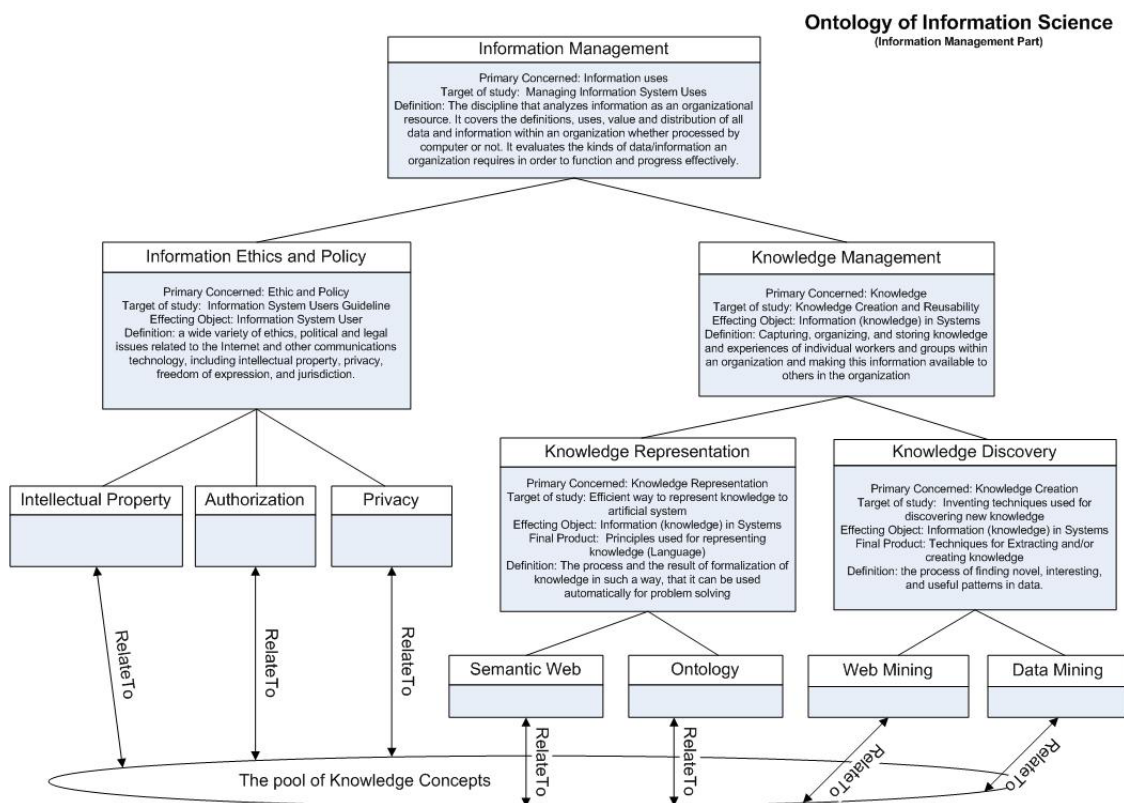 Ontology of Information Science
(Information Management Part)
Information Management
Primary Concerned: Information uses
Target of study: Managing Information System Uses
Definition: The discipline that analyzes information as an organizational
resource. It covers the definitions, uses, value and distribution of all
data and information within an organization whether processed by
computer or not. It evaluates the kinds of data/information an
organization requires in order to function and progress effectively.
Information Ethics and Policy
Primary Concerned: Ethic and Policy
Target of study: Information System Users Guideline
Effecting Object: Information System User
Definition: a wide variety of ethics, political and legal
issues related to the Internet and other communications
technology, including intellectual property, privacy,
freedom of expression, and jurisdiction.
Knowledge Management
Primary Concerned: Knowledge
Target of study: Knowledge Creation and Reusability
Effecting Object: Information (knowledge) in Systems
Definition: Capturing, organizing, and storing knowledge
and experiences of individual workers and groups within
an organization and making this information available to
others in the organization
Intellectual Property
Authorization
Privacy
Knowledge Representation
Primary Concerned: Knowledge Representation
Target of study: Efficient way to represent knowledge to
artificial system
Effecting Object: Information (knowledge) in Systems
Final Product: Principles used for representing
knowledge (Language)
Definition: The process and the result of formalization of
knowledge in such a way, that it can be used
automatically for problem solving
Knowledge Discovery
Primary Concerned: Knowledge Creation
Target of study: Inventing techniques used for
discovering new knowledge
Effecting Object: Information (knowledge) in Systems
Final Product: Techniques for Extracting and/or
creating knowledge
Definition: the process of finding novel, interesting,
and useful patterns in data.
Semantic Web
Ontology
Web Mining
Data Mining
RelateTo
RelateTo
RelateTo
RelateTo
RelateTo
RelateTo
RelateTo
The pool of Knowledge Concepts